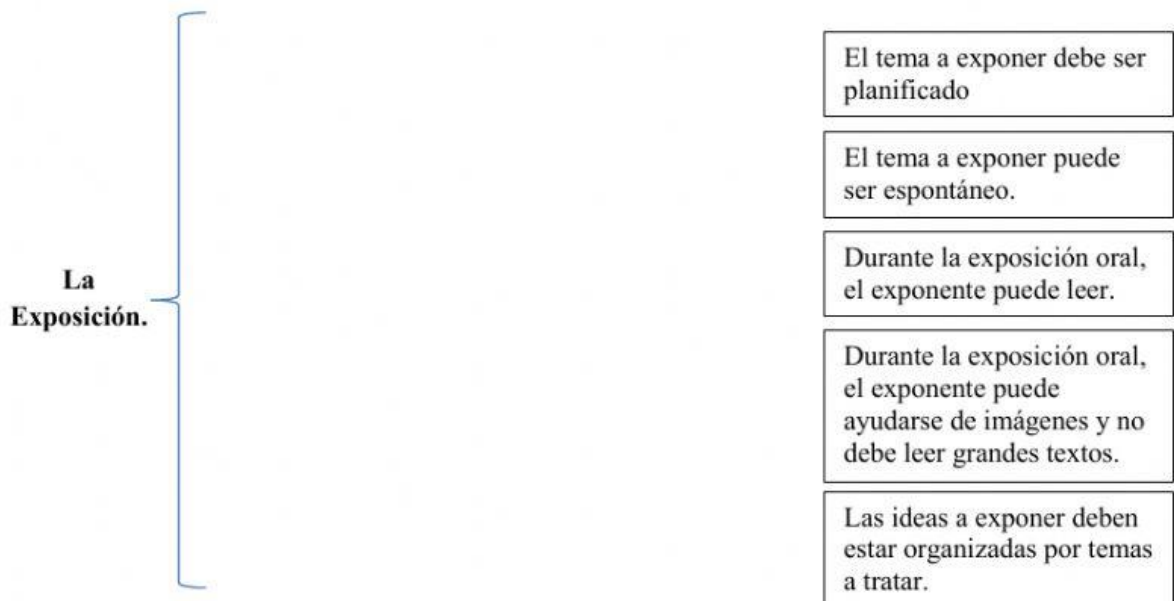 La
Exposición.
El tema a exponer debe ser
planificado
El tema a exponer puede
ser espontáneo.
Durante la exposición oral,
el exponente puede leer.
Durante la exposición oral,
el exponente puede
ayudarse de imágenes y no
debe leer grandes textos.
Las ideas a exponer deben
estar organizadas por temas
a tratar.